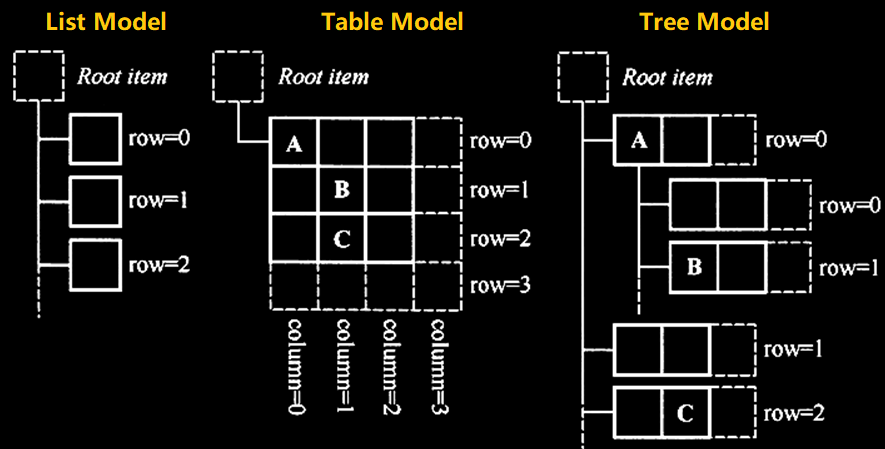 List Model
Root item
row=0
row=1
row=2
Table Model
Root item
A
row=0
B
row=1
C
row=2
row=3
column=0
column=1
column=2
column=3
Tree Model
Root item
A
row=0
row=0
B
row=1
row=1
C
row=2